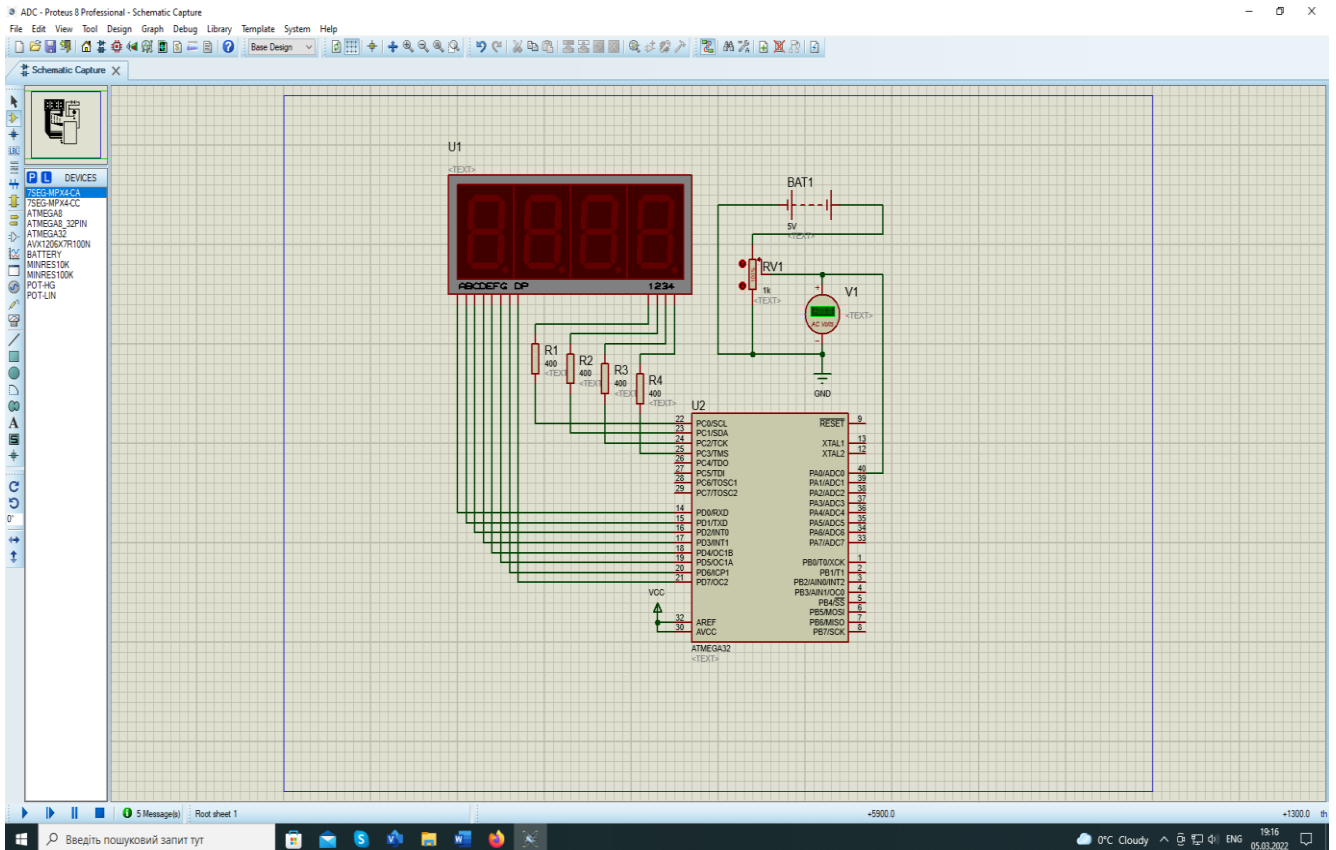 ADC - Proteus 8 Professional - Schematic Capture
File Edit View Tool Design Graph Debug Library Template System Help
Base Design
Schematic Capture
P L DEVICES
7SEG-MPX4-CA
7SEG-MPX4-CC
ATMEGA8
ATMEGA8_32PIN
ATMEGA32
AVX1206X7R100N
BATTERY
MINRES10K
MINRES100K
POT-HG
POT-LIN
0°
U1
<TEXT>
ABCDEFG DP
1234
BAT1
5V
<TEXT>
RV1
1k
<TEXT>
V1
<TEXT>
AC Volts
GND
R1
400
<TEXT>
R2
400
<TEXT>
R3
400
<TEXT>
R4
400
<TEXT>
U2
22 PC0/SCL
23 PC1/SDA
24 PC2/TCK
25 PC3/TMS
26 PC4/TDO
27 PC5/TDI
28 PC6/TOSC1
29 PC7/TOSC2
14 PD0/RXD
15 PD1/TXD
16 PD2/INT0
17 PD3/INT1
18 PD4/OC1B
19 PD5/OC1A
20 PD6/ICP1
21 PD7/OC2
VCC
32 AREF
30 AVCC
RESET 9
XTAL1 13
XTAL2 12
PA0/ADC0 40
PA1/ADC1 39
PA2/ADC2 38
PA3/ADC3 37
PA4/ADC4 36
PA5/ADC5 35
PA6/ADC6 34
PA7/ADC7 33
PB0/T0/XCK 1
PB1/T1 2
PB2/AIN0/INT2 3
PB3/AIN1/OC0 4
PB4/SS 5
PB5/MOSI 6
PB6/MISO 7
PB7/SCK 8
ATMEGA32
<TEXT>
5 Message(s) Root sheet 1 +5900.0 +1300.0 th
Введіть пошуковий запит тут
0°C Cloudy ENG 19:16
05.03.2022